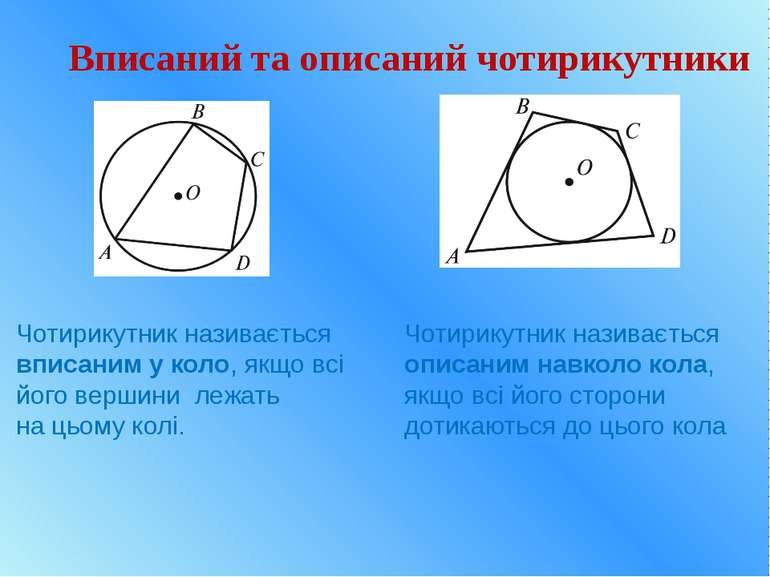 Вписаний та описаний чотирикутники
B
C
O
A
D
B
C
O
A
D
Чотирикутник називається
вписаним у коло, якщо всі
його вершини лежать
на цьому колі.
Чотирикутник називається
описаним навколо кола,
якщо всі його сторони
дотикаються до цього кола